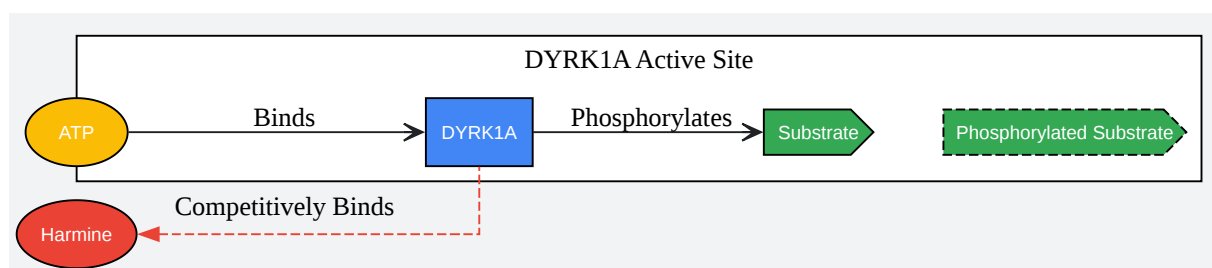 DYRK1A Active Site
ATP
Binds
DYRK1A
Phosphorylates
Substrate
Phosphorylated Substrate
Competitively Binds
Harmine